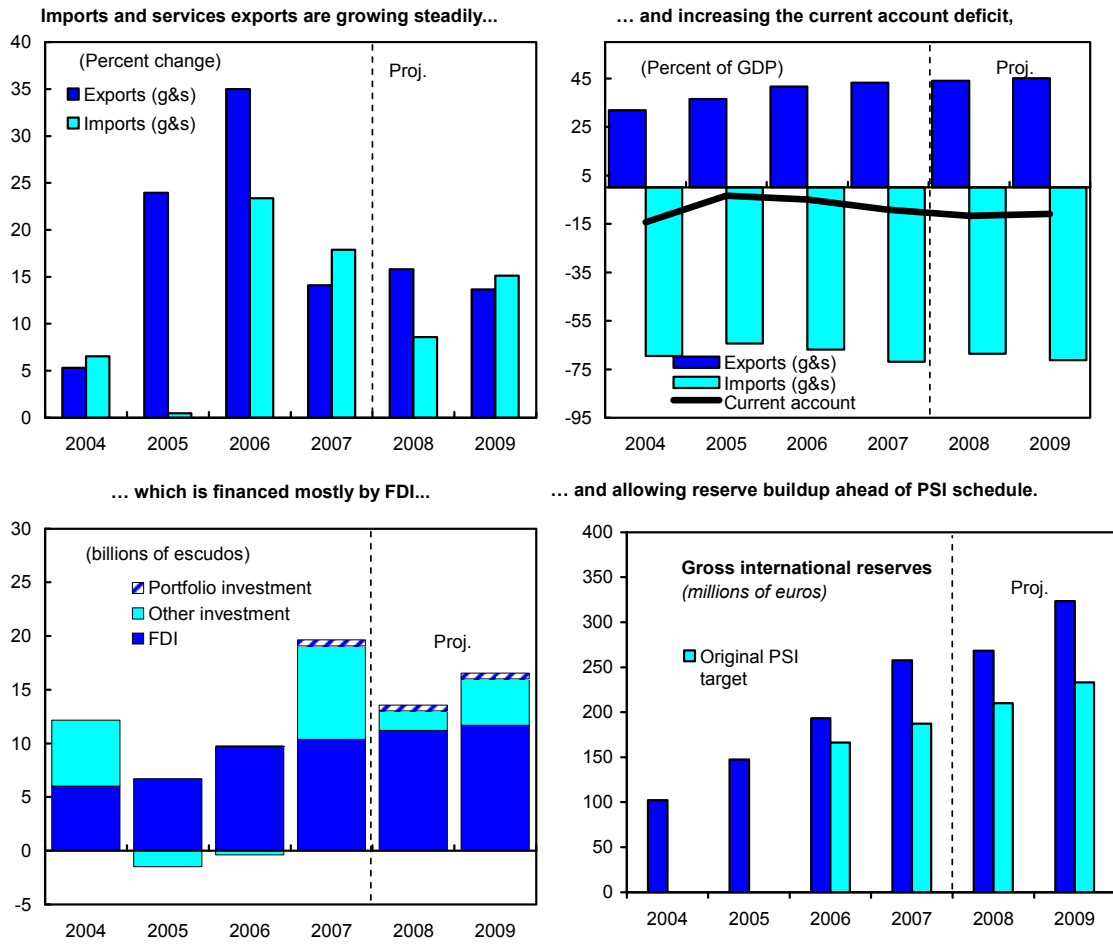 Imports and services exports are growing steadily...
40
35
30
25
20
15
10
5
0
(Percent change)
Exports (g&s)
Imports (g&s)
Proj.
2004 2005 2006 2007 2008 2009
… and increasing the current account deficit,
45
25
5
-15
-35
-55
-75
-95
(Percent of GDP)
Proj.
Exports (g&s)
Imports (g&s)
Current account
2004 2005 2006 2007 2008 2009
… which is financed mostly by FDI...
30
25
20
15
10
5
0
-5
(billions of escudos)
Portfolio investment
Other investment
FDI
Proj.
2004 2005 2006 2007 2008 2009
… and allowing reserve buildup ahead of PSI schedule.
400
350
300
250
200
150
100
50
0
Gross international reserves
(millions of euros)
Proj.
Original PSI
target
2004 2005 2006 2007 2008 2009